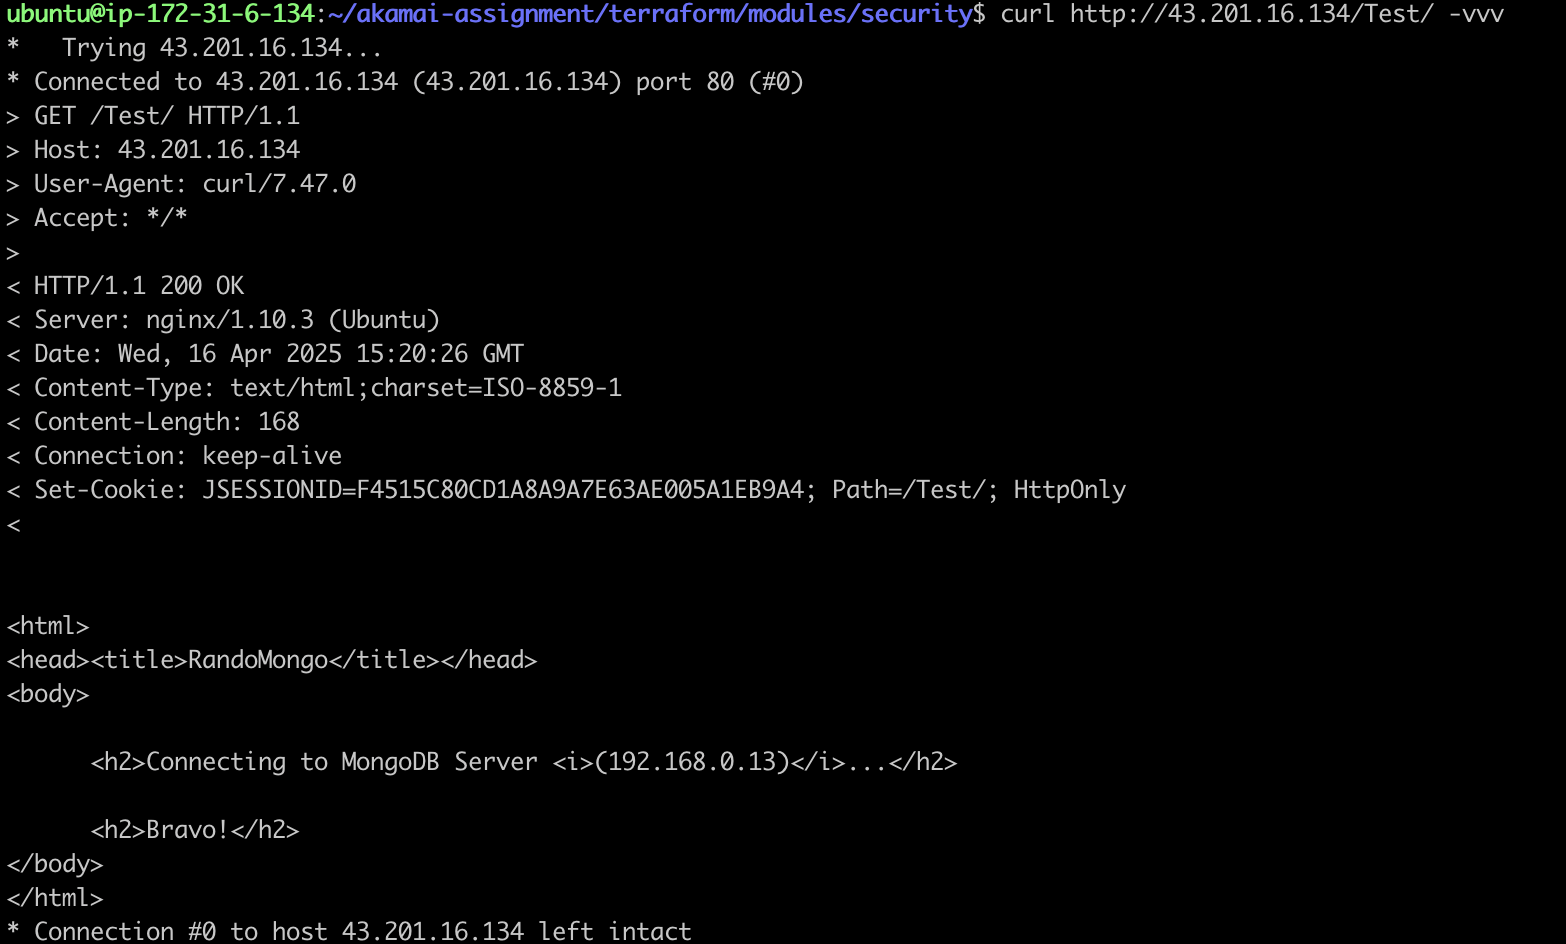 ubuntu@ip-172-31-6-134:~/akamai-assignment/terraform/modules/security$ curl http://43.201.16.134/Test/ -vvv
*   Trying 43.201.16.134...
* Connected to 43.201.16.134 (43.201.16.134) port 80 (#0)
> GET /Test/ HTTP/1.1
> Host: 43.201.16.134
> User-Agent: curl/7.47.0
> Accept: */*
>
< HTTP/1.1 200 OK
< Server: nginx/1.10.3 (Ubuntu)
< Date: Wed, 16 Apr 2025 15:20:26 GMT
< Content-Type: text/html;charset=ISO-8859-1
< Content-Length: 168
< Connection: keep-alive
< Set-Cookie: JSESSIONID=F4515C80CD1A8A9A7E63AE005A1EB9A4; Path=/Test/; HttpOnly
<
<html>
<head><title>RandoMongo</title></head>
<body>
      <h2>Connecting to MongoDB Server <i>(192.168.0.13)</i>...</h2>
      <h2>Bravo!</h2>
</body>
</html>
* Connection #0 to host 43.201.16.134 left intact